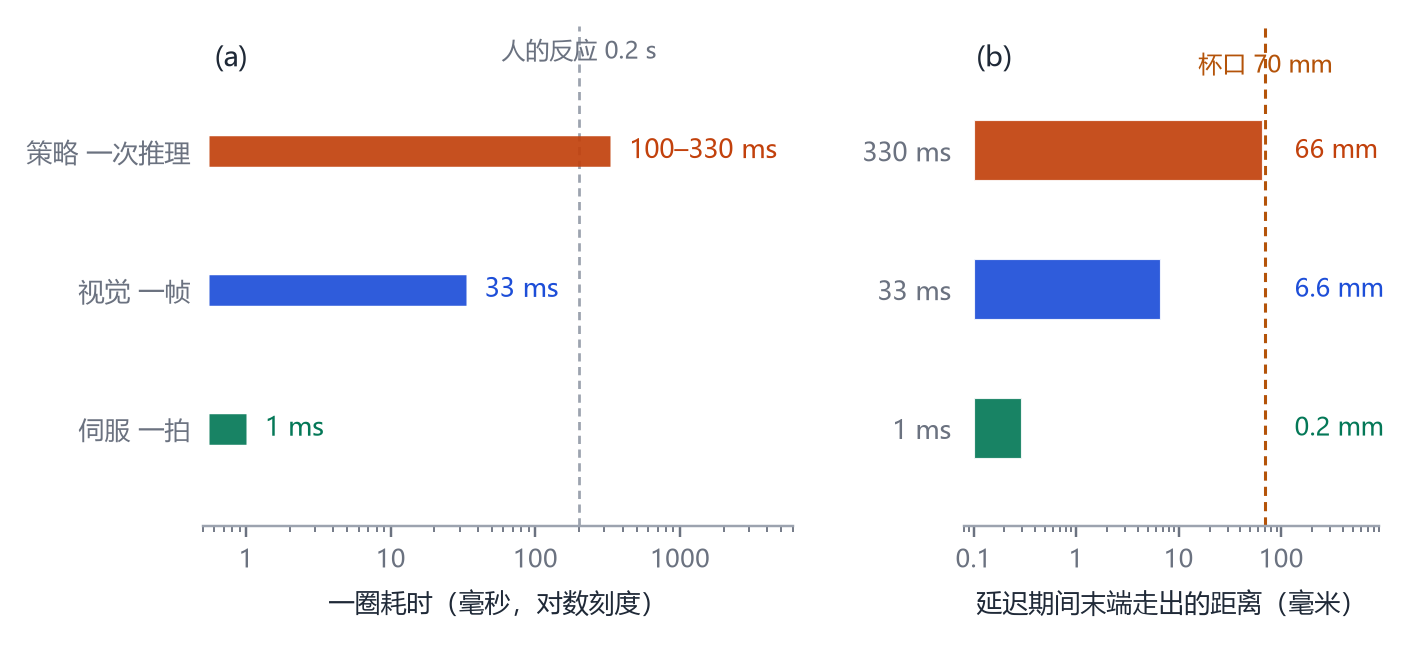 (a)
人的反应 0.2 s
策略 一次推理
100–330 ms
视觉 一帧
33 ms
伺服 一拍
1 ms
1 10 100 1000
一圈耗时（毫秒，对数刻度）
(b)
杯口 70 mm
330 ms
66 mm
33 ms
6.6 mm
1 ms
0.2 mm
0.1 1 10 100
延迟期间末端走出的距离（毫米）